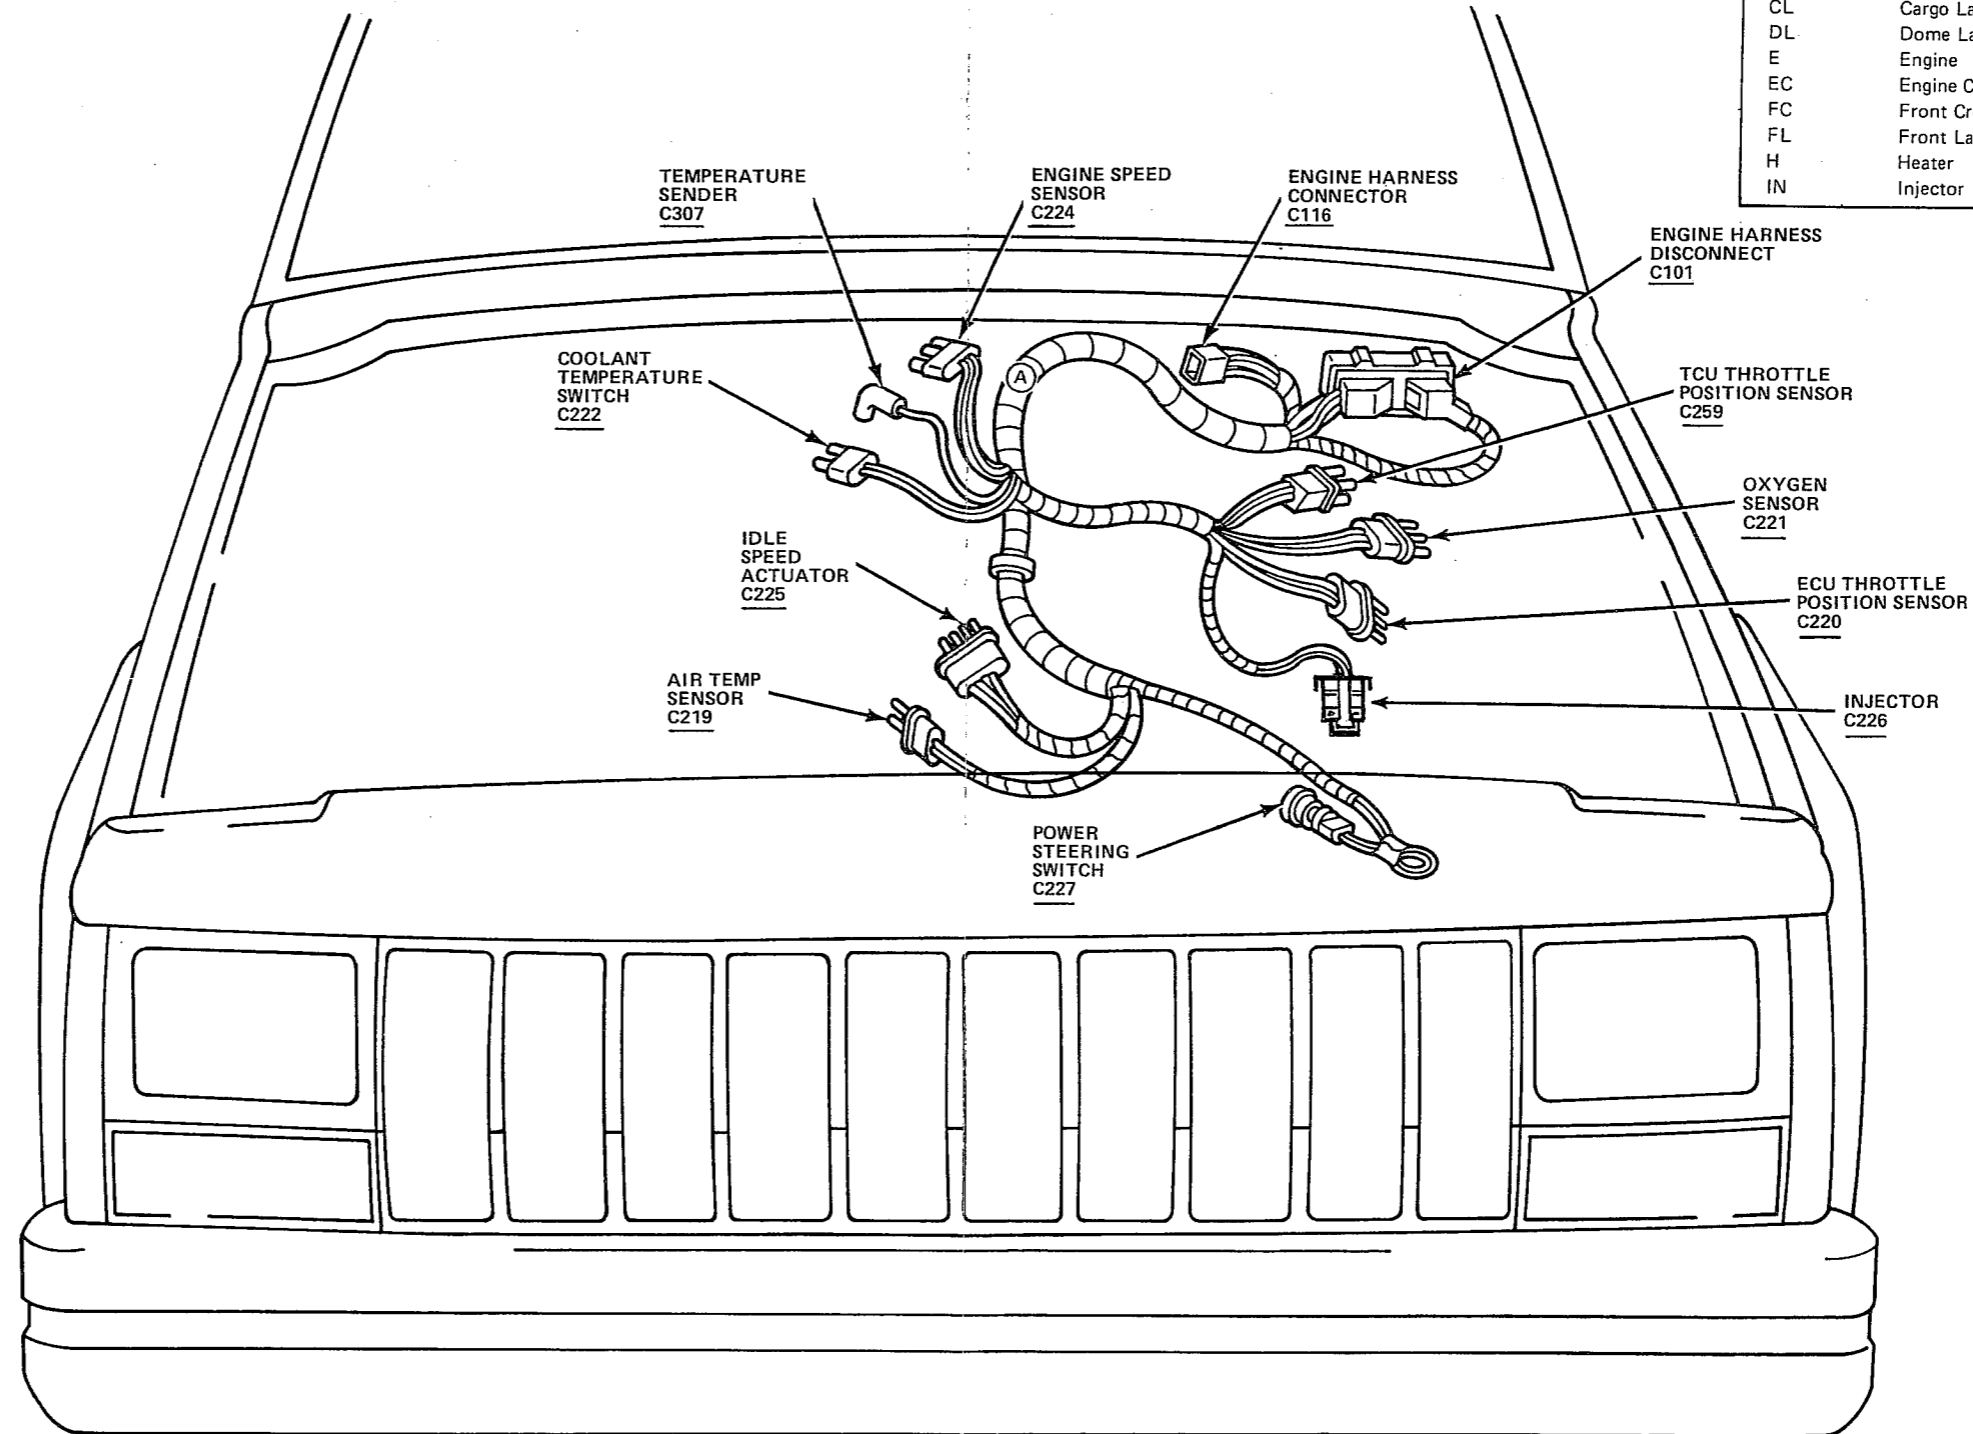 CL Cargo La
DL Dome La
E Engine
EC Engine C
FC Front Cr
FL Front La
H Heater
IN Injector
TEMPERATURE
SENDER
C307
ENGINE SPEED
SENSOR
C224
ENGINE HARNESS
CONNECTOR
C116
ENGINE HARNESS
DISCONNECT
C101
COOLANT
TEMPERATURE
SWITCH
C222
A
TCU THROTTLE
POSITION SENSOR
C259
OXYGEN
SENSOR
C221
IDLE
SPEED
ACTUATOR
C225
ECU THROTTLE
POSITION SENSOR
C220
AIR TEMP
SENSOR
C219
INJECTOR
C226
POWER
STEERING
SWITCH
C227